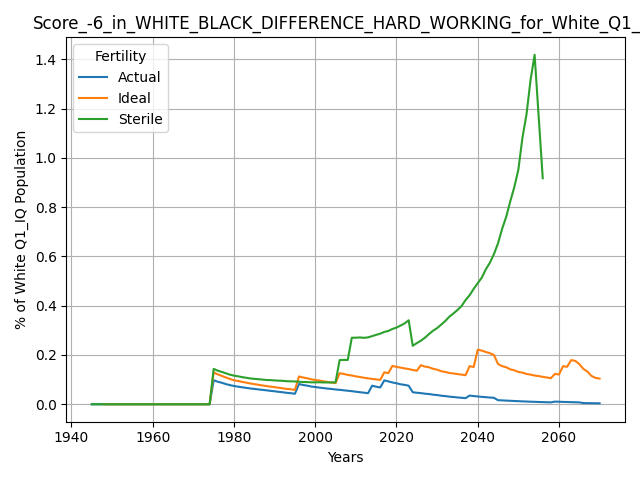 Score_-6_in_WHITE_BLACK_DIFFERENCE_HARD_WORKING_for_White_Q1_
Fertility
Actual
Ideal
Sterile
% of White Q1_IQ Population
1.4
1.2
1.0
0.8
0.6
0.4
0.2
0.0
1940 1960 1980 2000 2020 2040 2060
Years